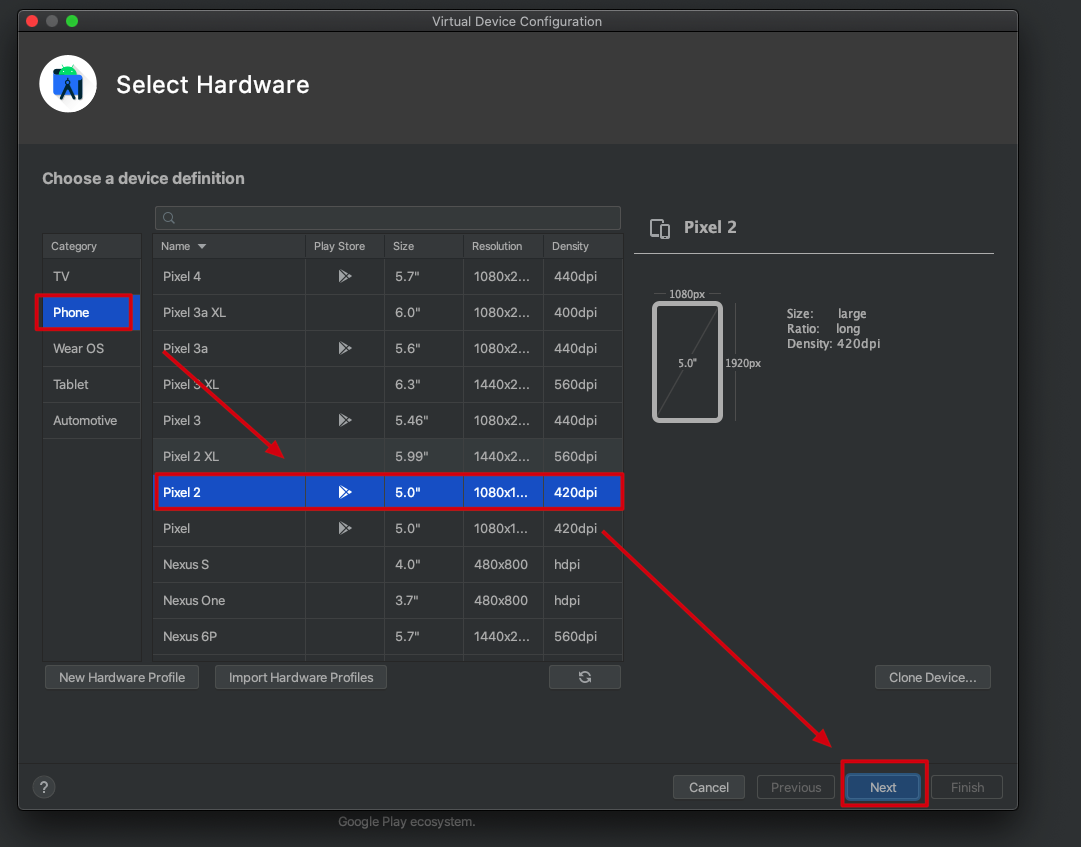 Virtual Device Configuration
Select Hardware
Choose a device definition
Category
TV
Phone
Wear OS
Tablet
Automotive
Name Play Store Size Resolution Density
Pixel 4 5.7" 1080x2... 440dpi
Pixel 3a XL 6.0" 1080x2... 400dpi
Pixel 3a 5.6" 1080x2... 440dpi
Pixel 3 XL 6.3" 1440x2... 560dpi
Pixel 3 5.46" 1080x2... 440dpi
Pixel 2 XL 5.99" 1440x2... 560dpi
Pixel 2 5.0" 1080x1... 420dpi
Pixel 5.0" 1080x1... 420dpi
Nexus S 4.0" 480x800 hdpi
Nexus One 3.7" 480x800 hdpi
Nexus 6P 5.7" 1440x2... 560dpi
Pixel 2
1080px
5.0"
1920px
Size: large
Ratio: long
Density: 420dpi
New Hardware Profile Import Hardware Profiles Clone Device...
? Cancel Previous Next Finish
Google Play ecosystem.